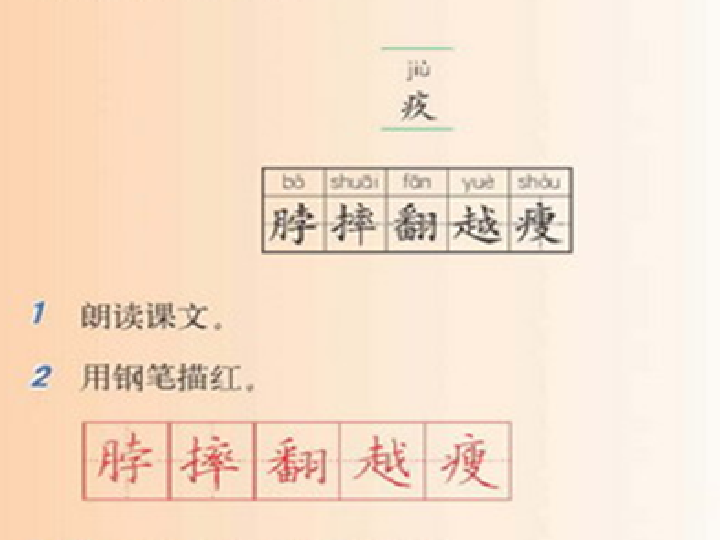 jiù
疚
bó shuāi fān yuè shòu
脖 摔 翻 越 瘦
1 朗读课文。
2 用钢笔描红。
脖 摔 翻 越 瘦